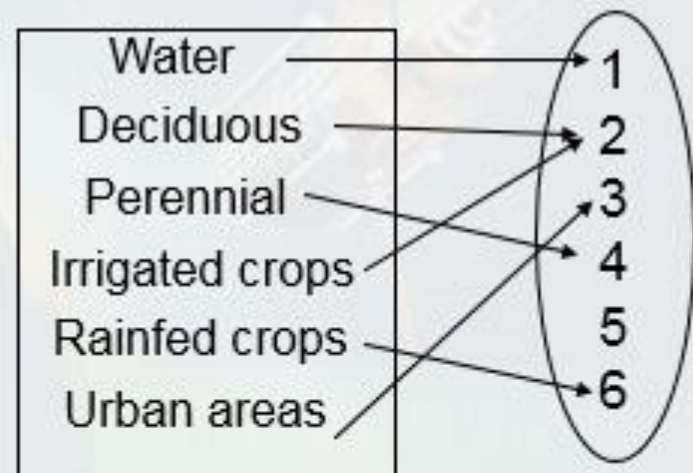 Water
Deciduous
Perennial
Irrigated crops
Rainfed crops
Urban areas
1
2
3
4
5
6